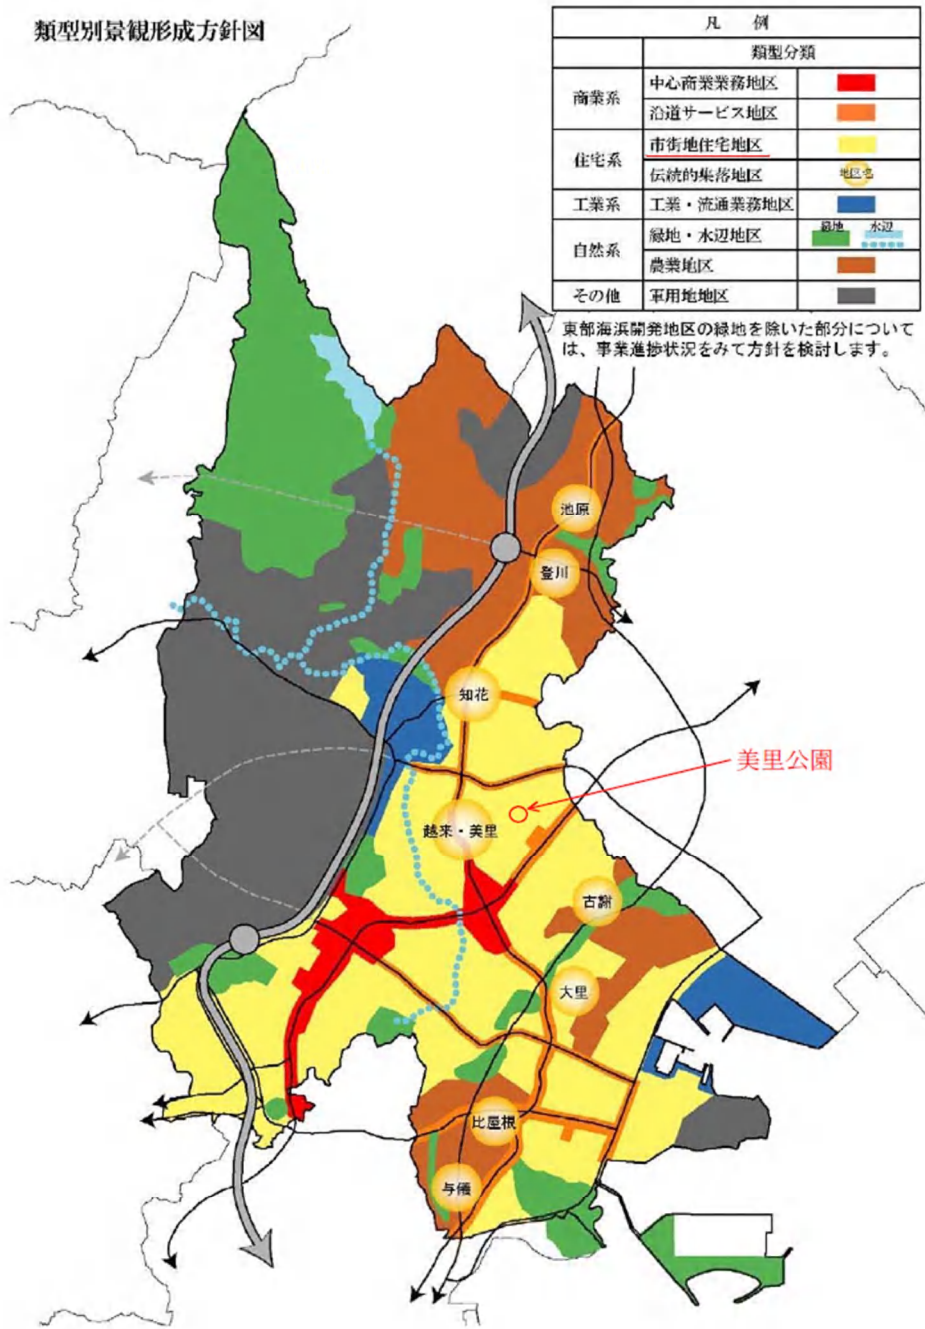 類型別景観形成方針図
凡 例
類型分類
商業系
中心商業業務地区
沿道サービス地区
住宅系
市街地住宅地区
伝統的集落地区
地区名
工業系
工業・流通業務地区
自然系
緑地・水辺地区
緑地
水辺
農業地区
その他
軍用地地区
東部海浜開発地区の緑地を除いた部分について
は、事業進捗状況をみて方針を検討します。
池原
登川
知花
美里公園
越来・美里
古謝
大里
比屋根
与儀